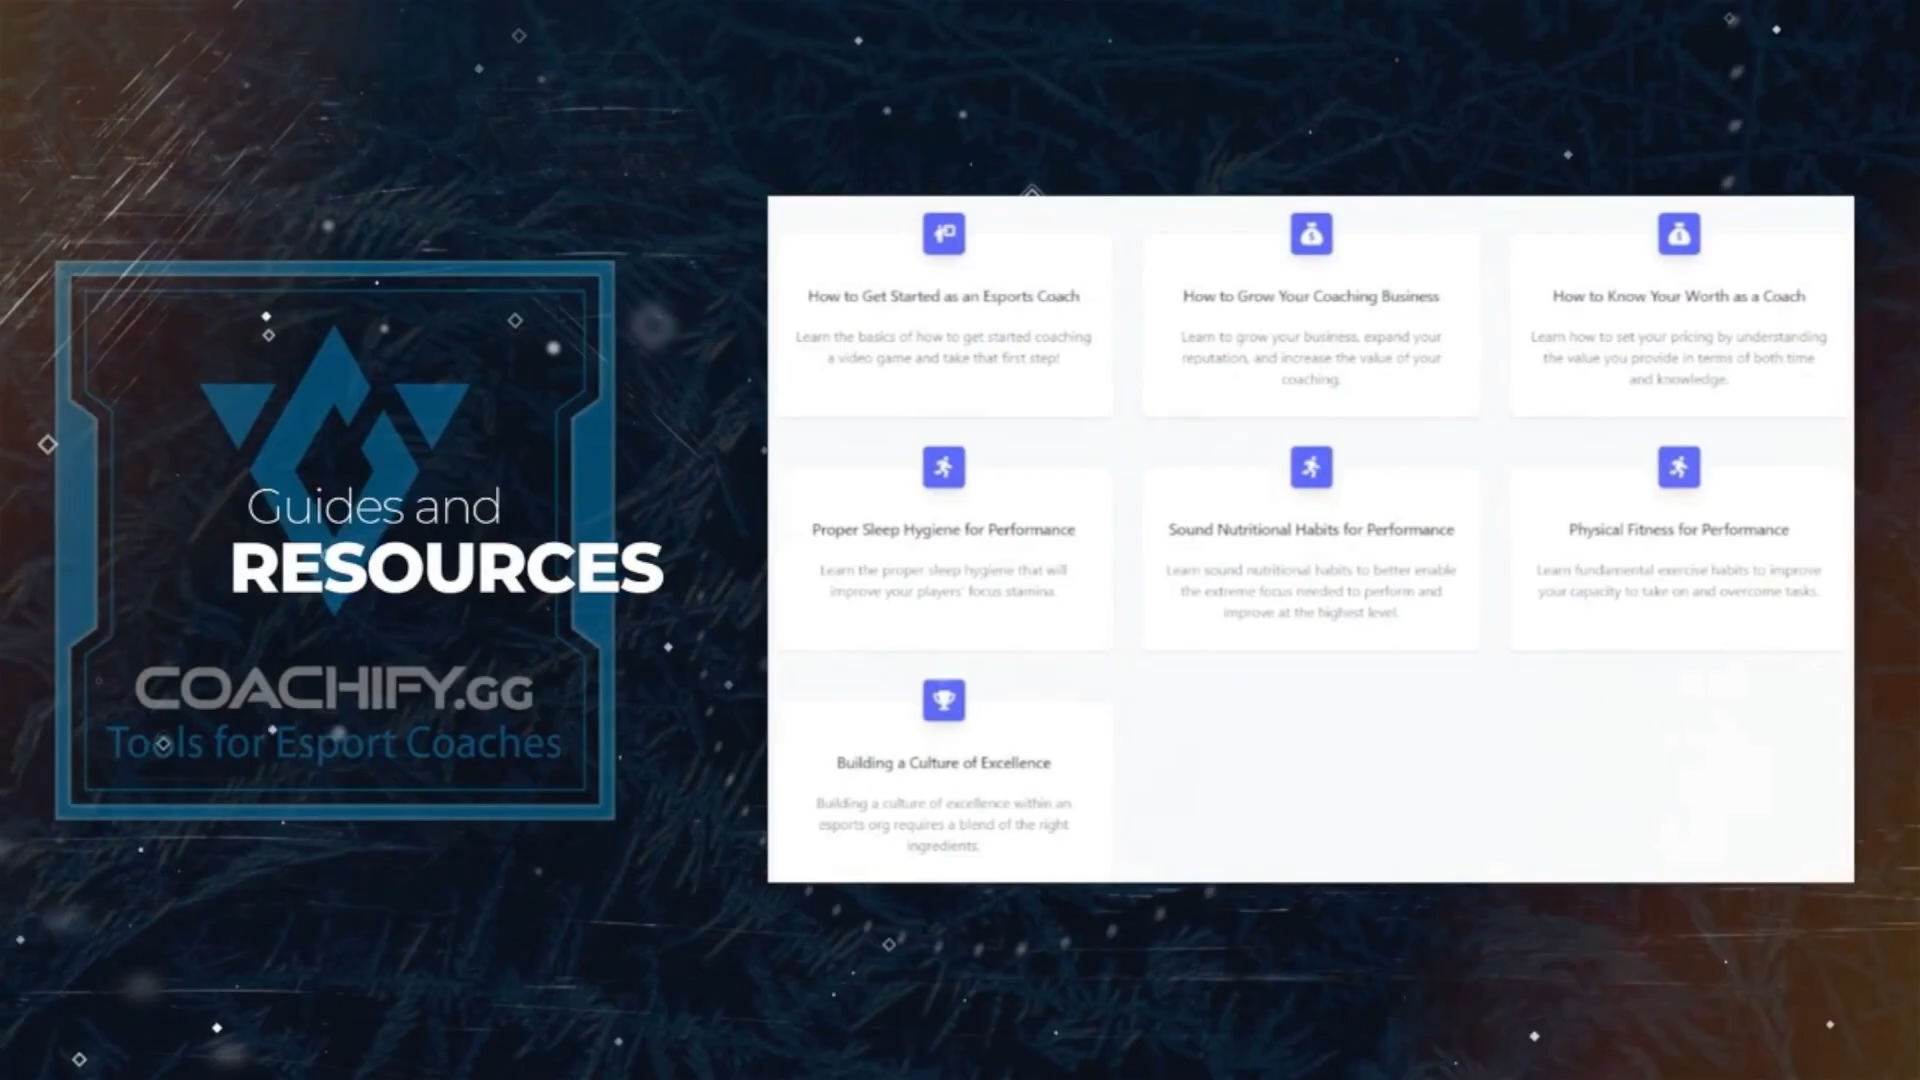 Guides and
RESOURCES
COACHIFY.GG
Tools for Esport Coaches
How to Get Started as an Esports Coach
Learn the basics of how to get started coaching
a video game and take that first step!
How to Grow Your Coaching Business
Learn to grow your business, expand your
reputation, and increase the value of your
coaching.
How to Know Your Worth as a Coach
Learn how to set your pricing by understanding
the value you provide in terms of both time
and knowledge.
Proper Sleep Hygiene for Performance
Learn the proper sleep hygiene that will
improve your players' focus stamina.
Sound Nutritional Habits for Performance
Learn sound nutritional habits to better enable
the extreme focus needed to perform and
improve at the highest level.
Physical Fitness for Performance
Learn fundamental exercise habits to improve
your capacity to take on and overcome tasks.
Building a Culture of Excellence
Building a culture of excellence within an
esports org requires a blend of the right
ingredients.